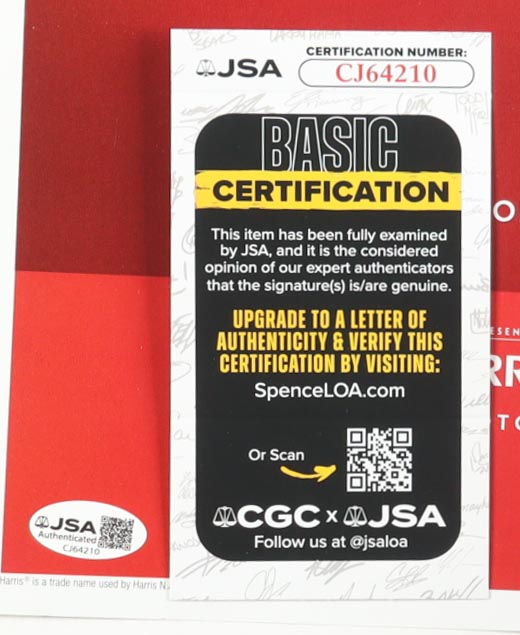 JSA
CERTIFICATION NUMBER:
CJ64210
BASIC
CERTIFICATION
This item has been fully examined
by JSA, and it is the considered
opinion of our expert authenticators
that the signature(s) is/are genuine.
UPGRADE TO A LETTER OF
AUTHENTICITY & VERIFY THIS
CERTIFICATION BY VISITING:
SpenceLOA.com
Or Scan
CGC x JSA
Follow us at @jsaloa
JSA
Authenticated
CJ64210
Harris® is a trade name used by Harris N
O
ESEN
RR
TO